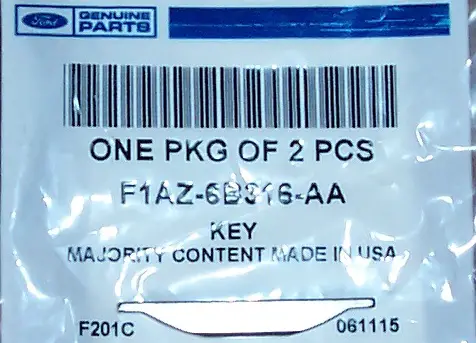 Ford
GENUINE
PARTS
ONE PKG OF 2 PCS
F1AZ-6B316-AA
KEY
MAJORITY CONTENT MADE IN USA
F201C
061115